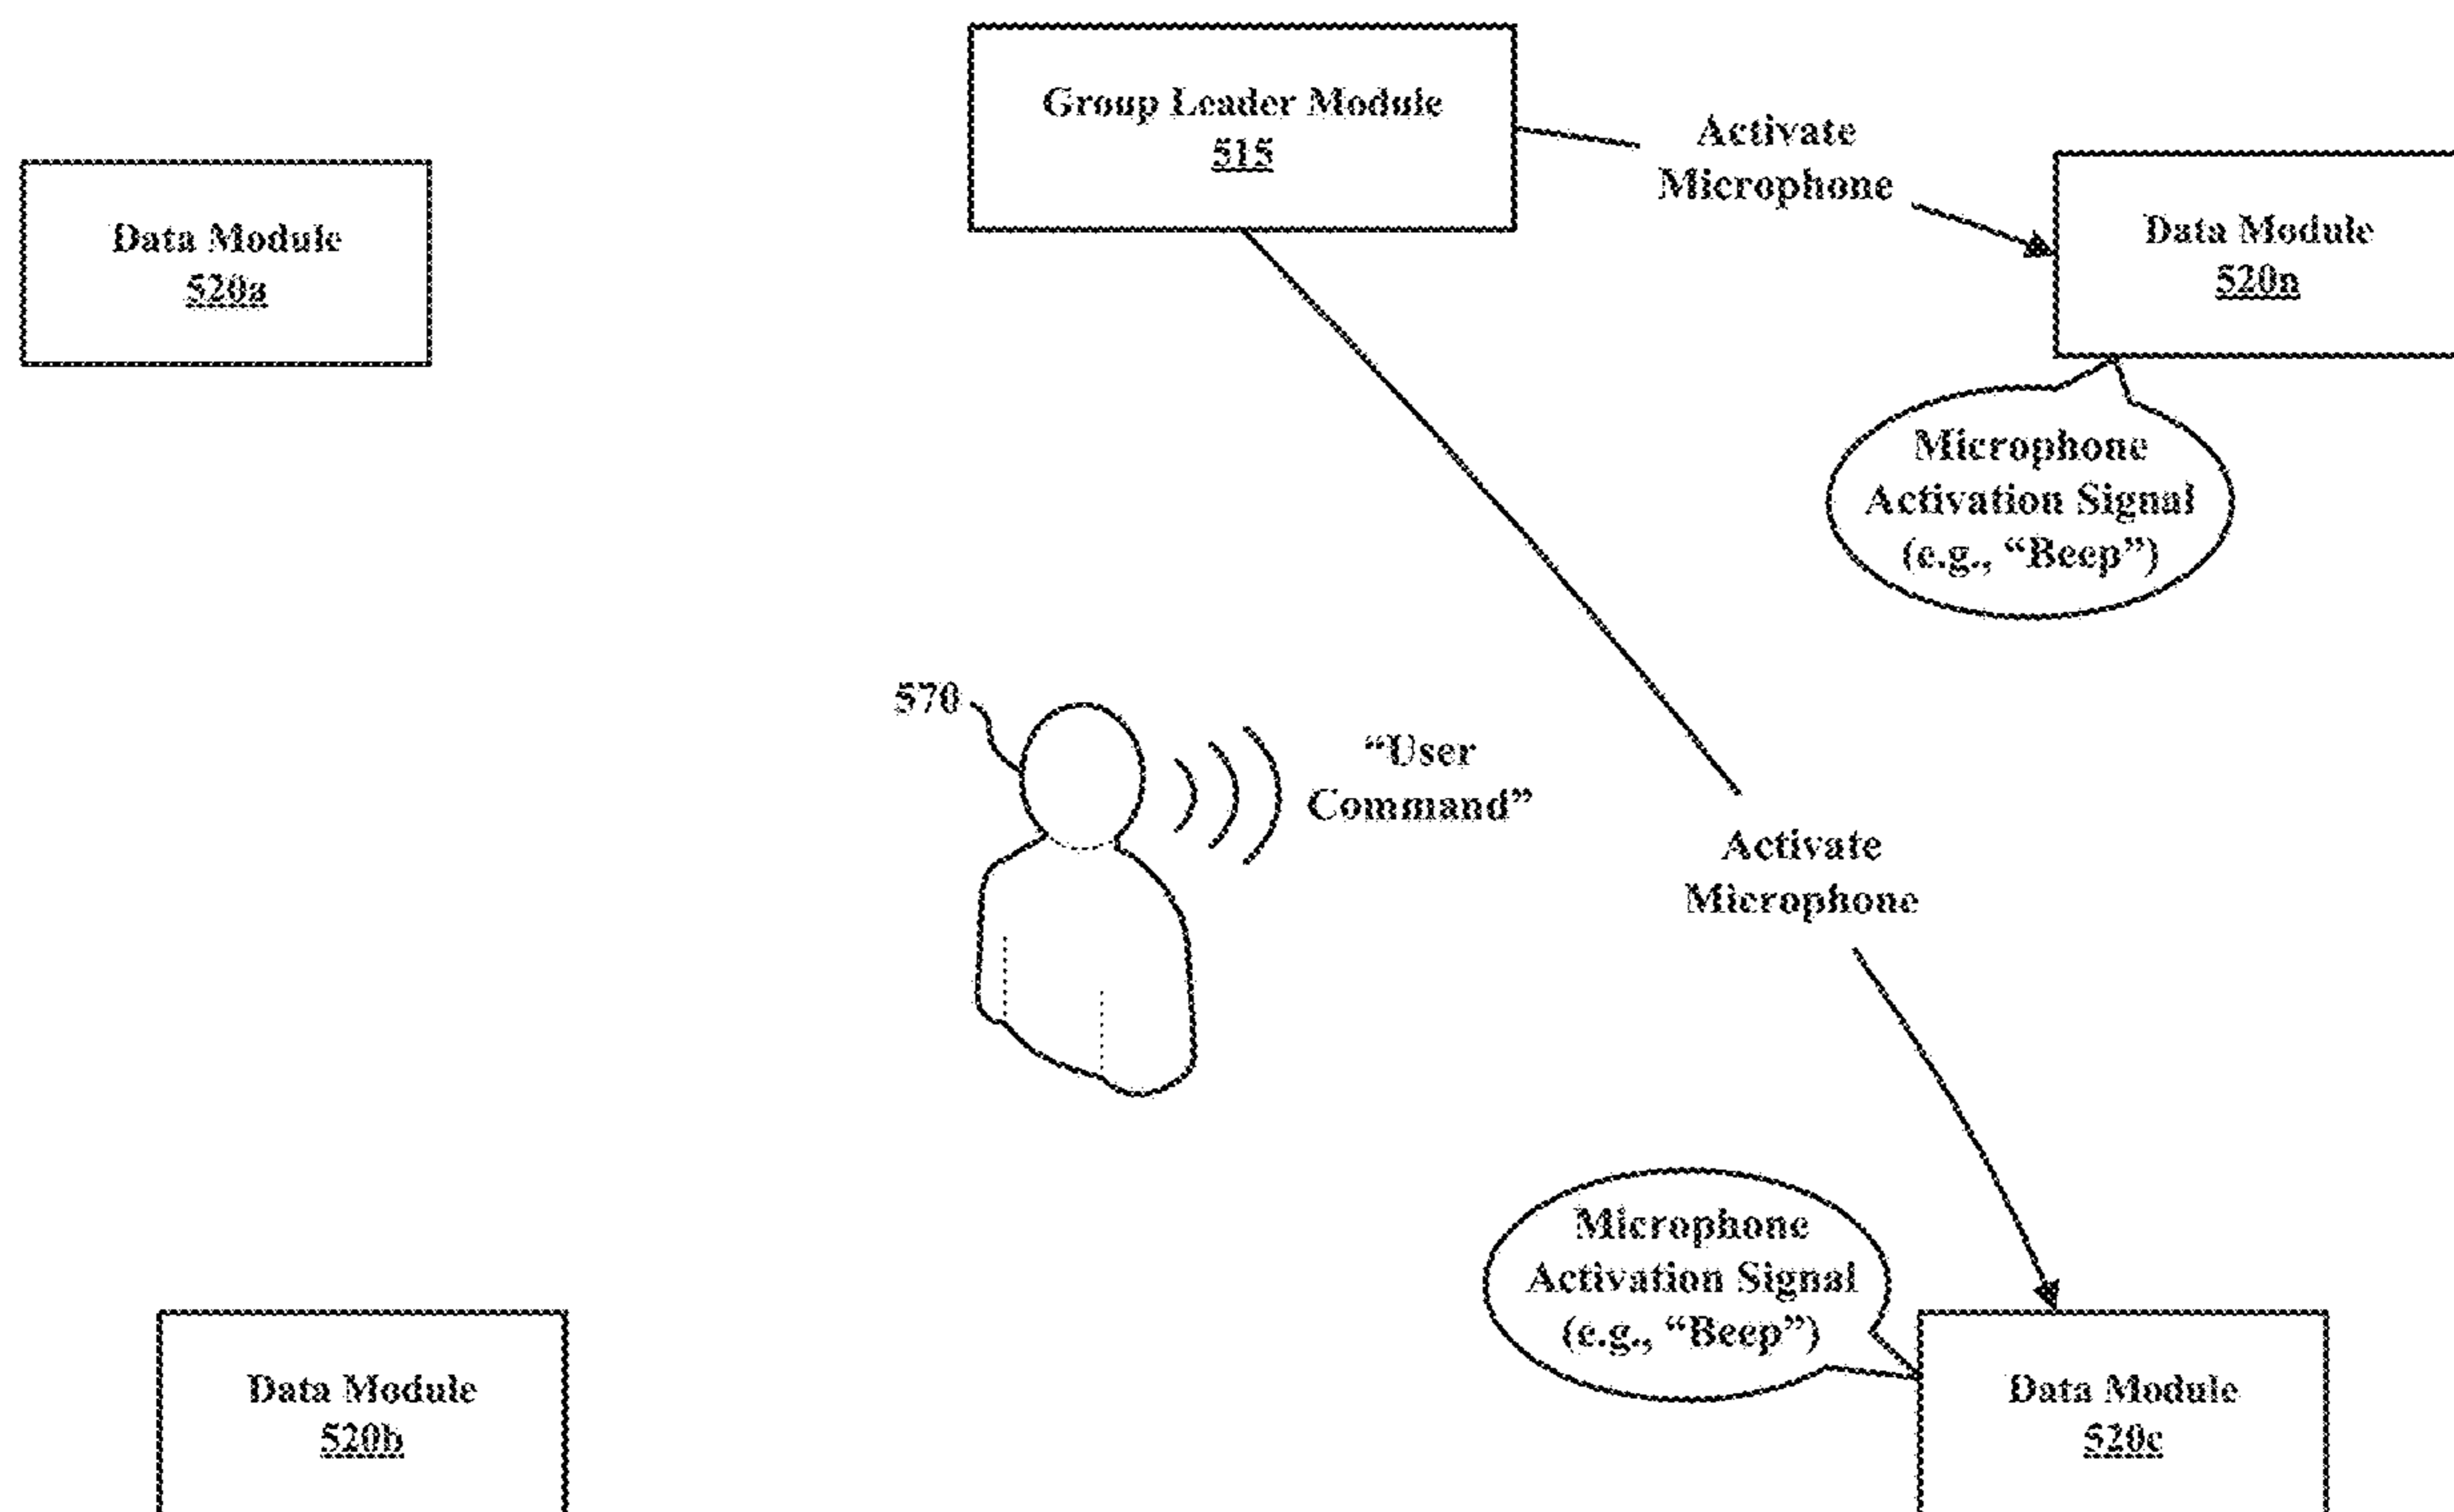 Group Leader Module
515
Activate
Microphone
Data Module
520a
Data Module
520n
Microphone
Activation Signal
(e.g., “Beep”)
570
“User
Command”
Activate
Microphone
Microphone
Activation Signal
(e.g., “Beep”)
Data Module
520b
Data Module
520c